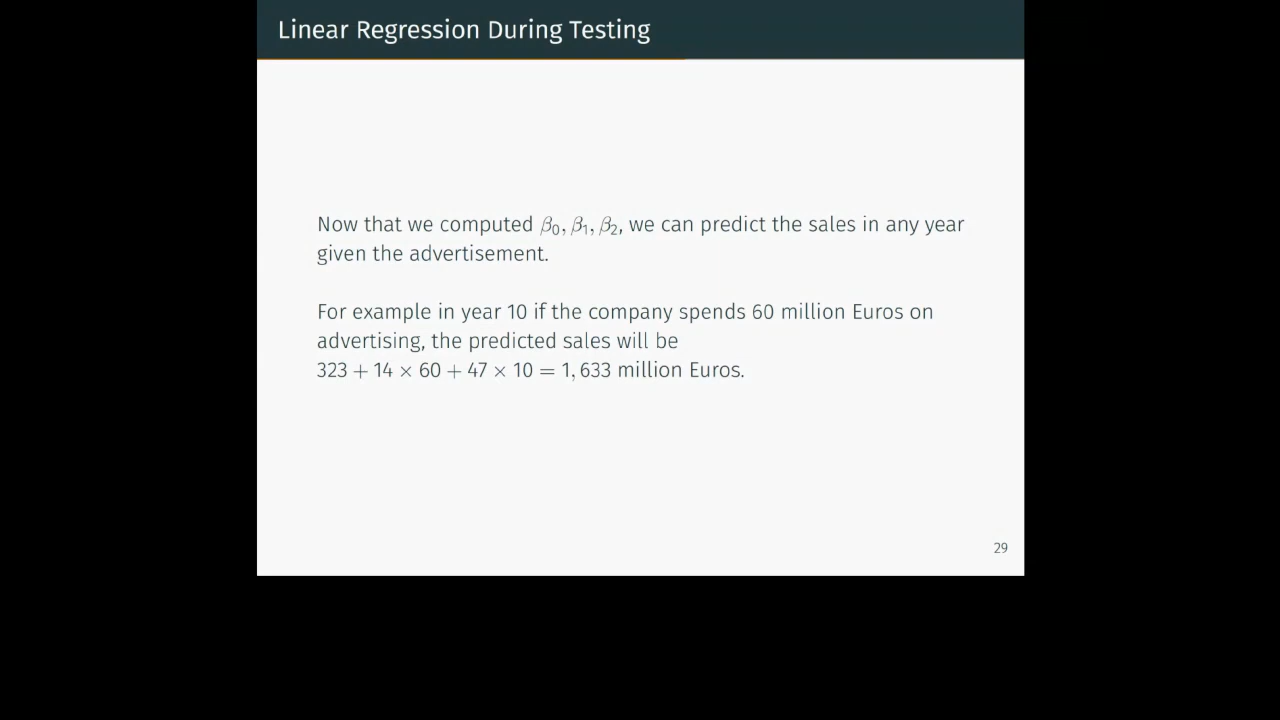 Linear Regression During Testing
Now that we computed β₀, β₁, β₂, we can predict the sales in any year
given the advertisement.
For example in year 10 if the company spends 60 million Euros on
advertising, the predicted sales will be
323 + 14 × 60 + 47 × 10 = 1, 633 million Euros.
29